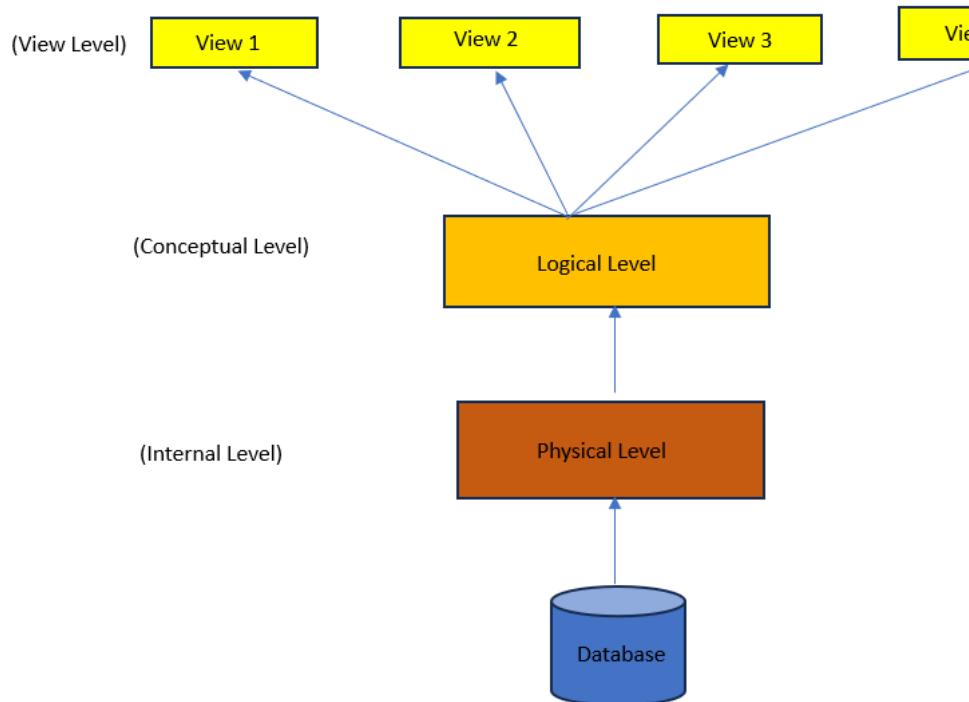 (View Level)
View 1
View 2
View 3
(Conceptual Level)
Logical Level
(Internal Level)
Physical Level
Database